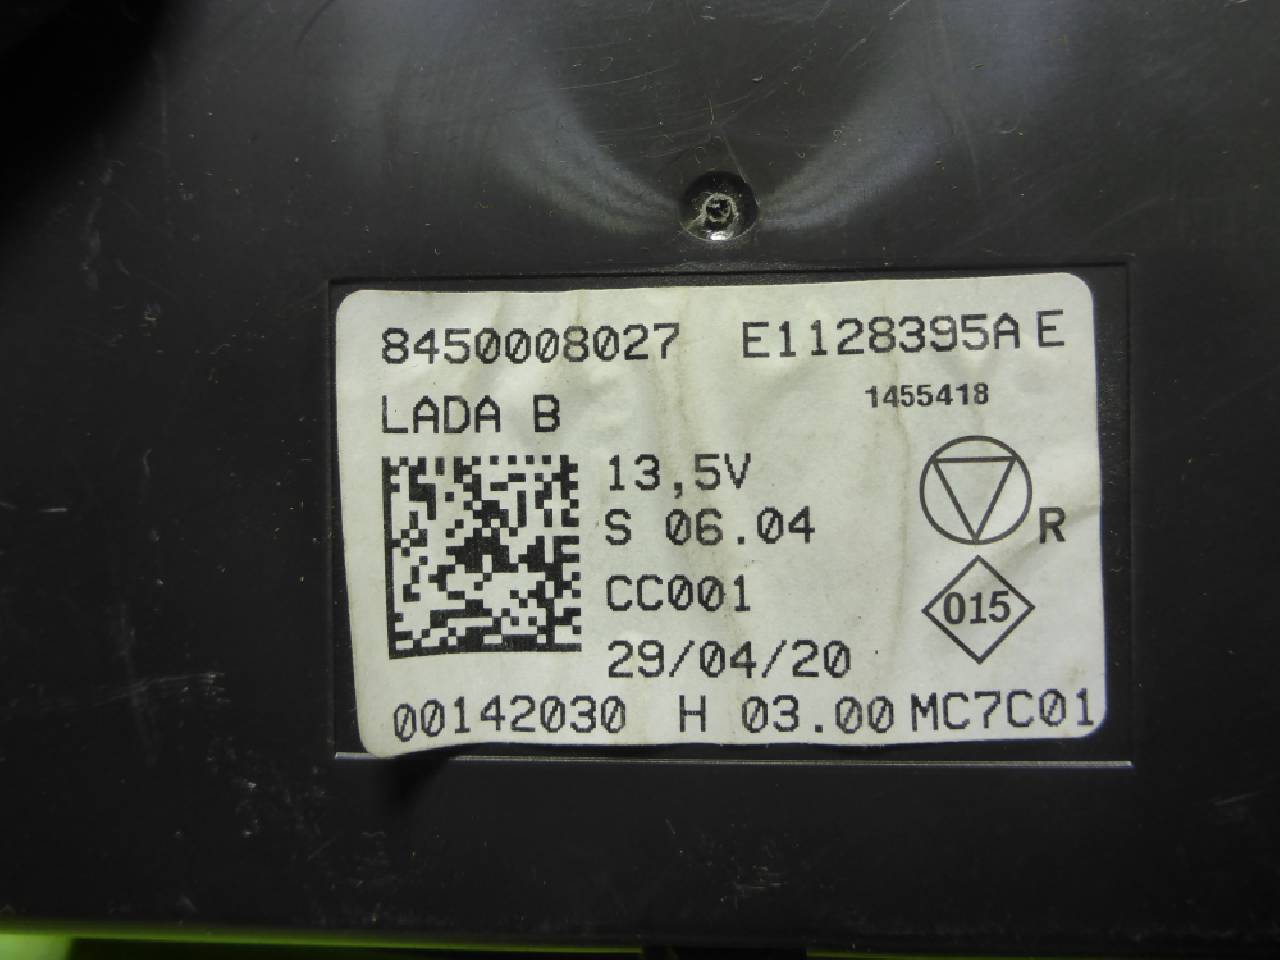 8450008027 E1128395A E
1455418
LADA B
13,5V
S 06.04
R
CC001
015
29/04/20
00142030 H 03.00 MC7C01